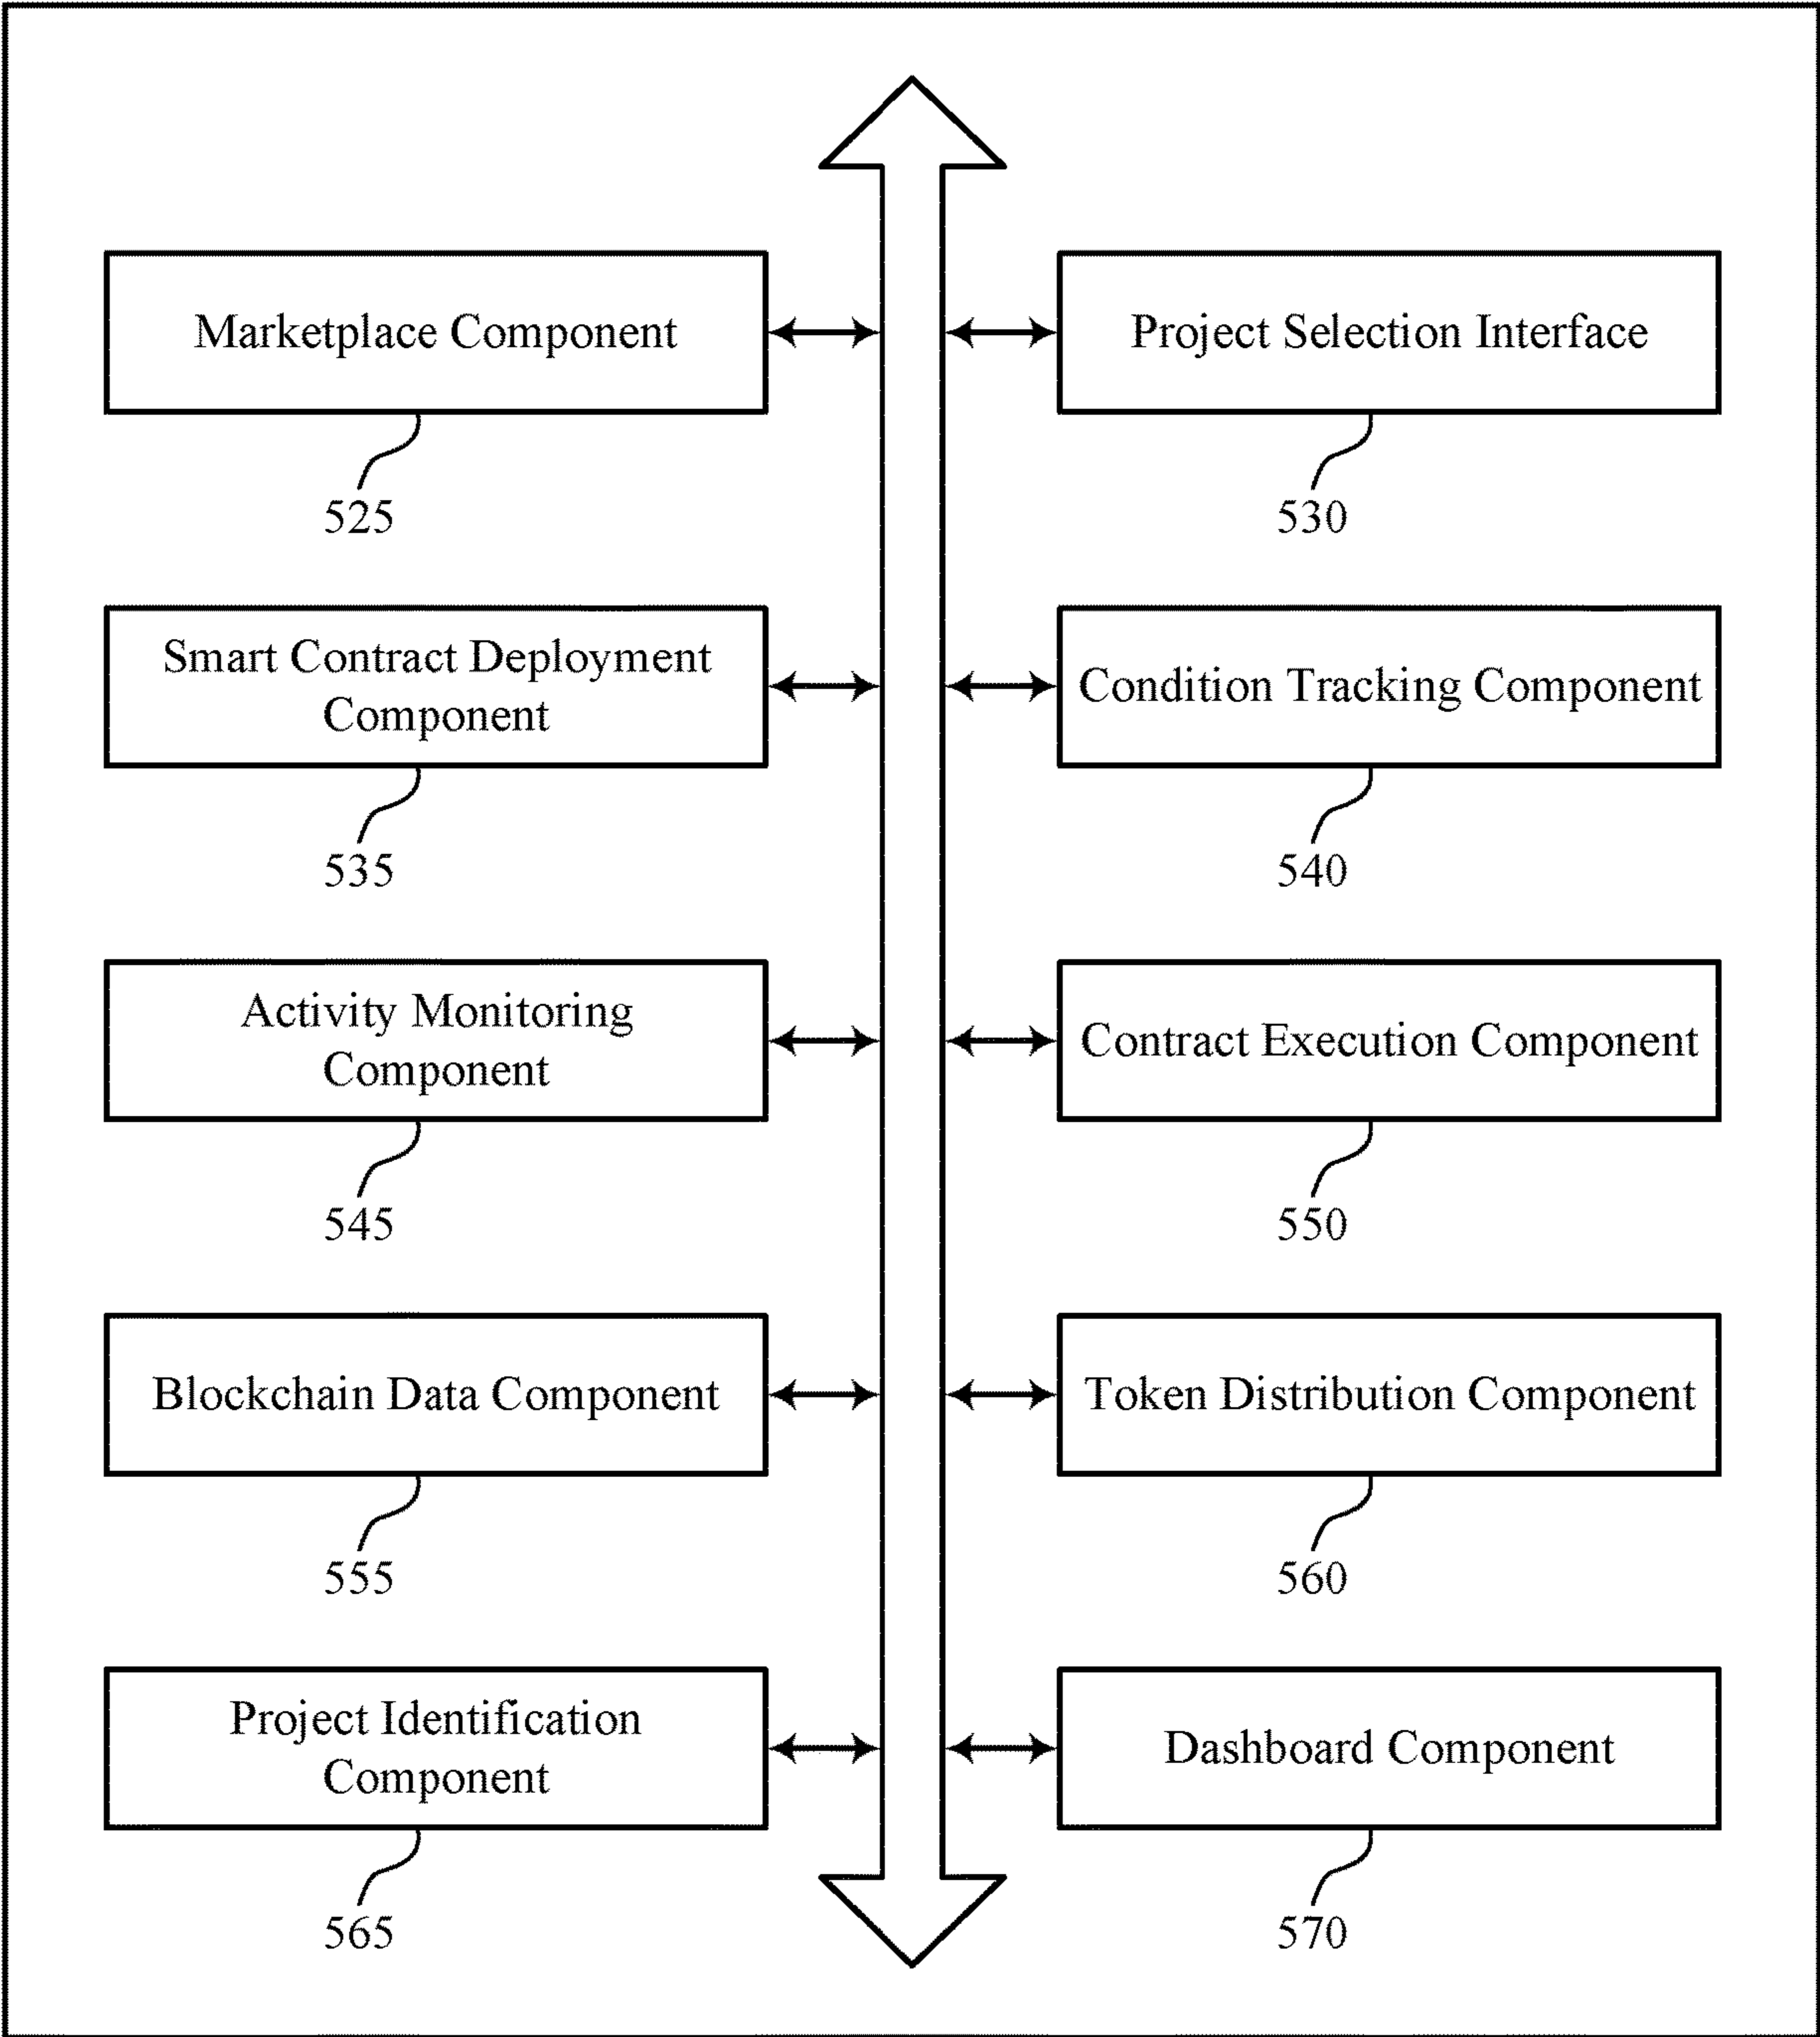 Marketplace Component
525
Project Selection Interface
530
Smart Contract Deployment
Component
535
Condition Tracking Component
540
Activity Monitoring
Component
545
Contract Execution Component
550
Blockchain Data Component
555
Token Distribution Component
560
Project Identification
Component
565
Dashboard Component
570